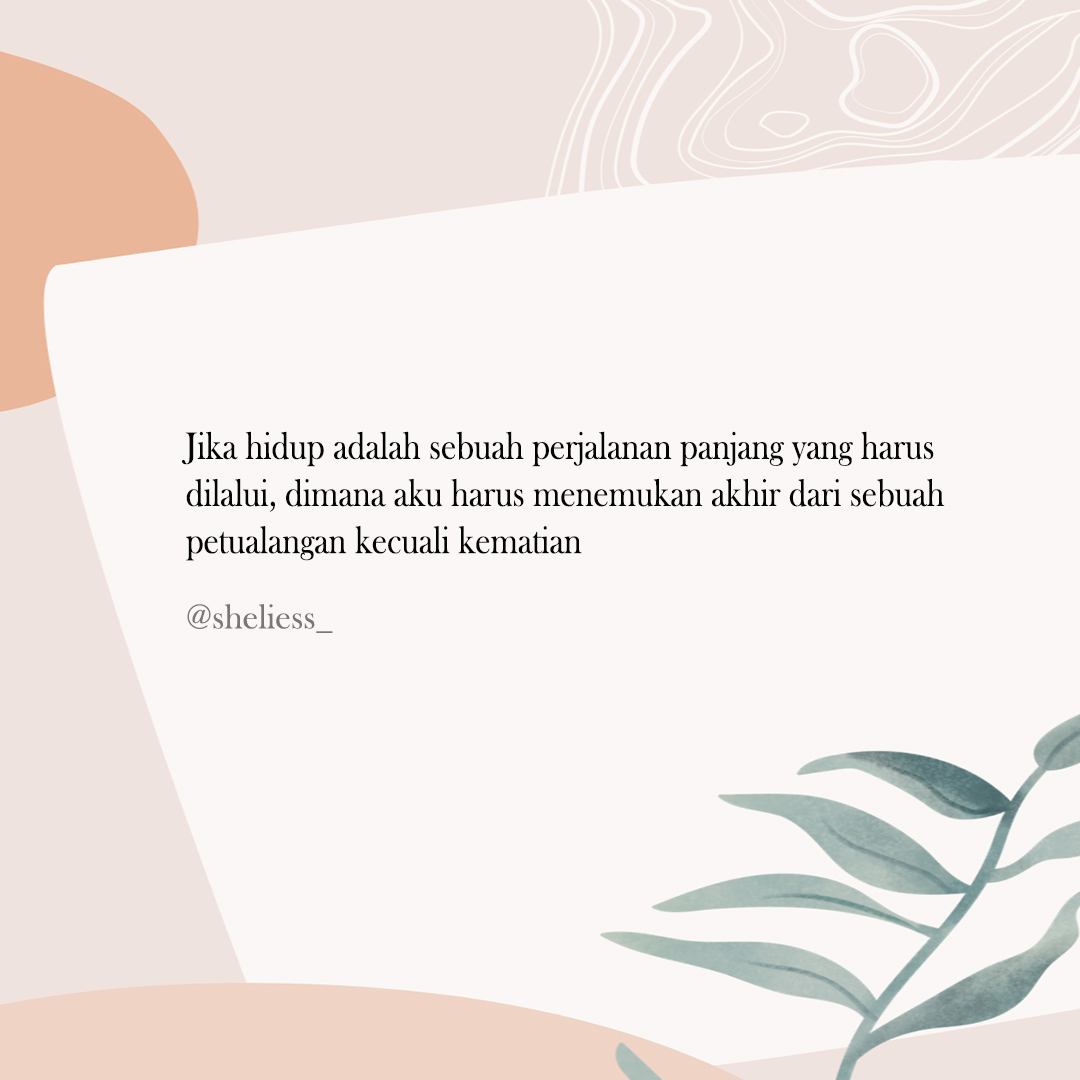 Jika hidup adalah sebuah perjalanan panjang yang harus
dilalui, dimana aku harus menemukan akhir dari sebuah
petualangan kecuali kematian
@sheliess_